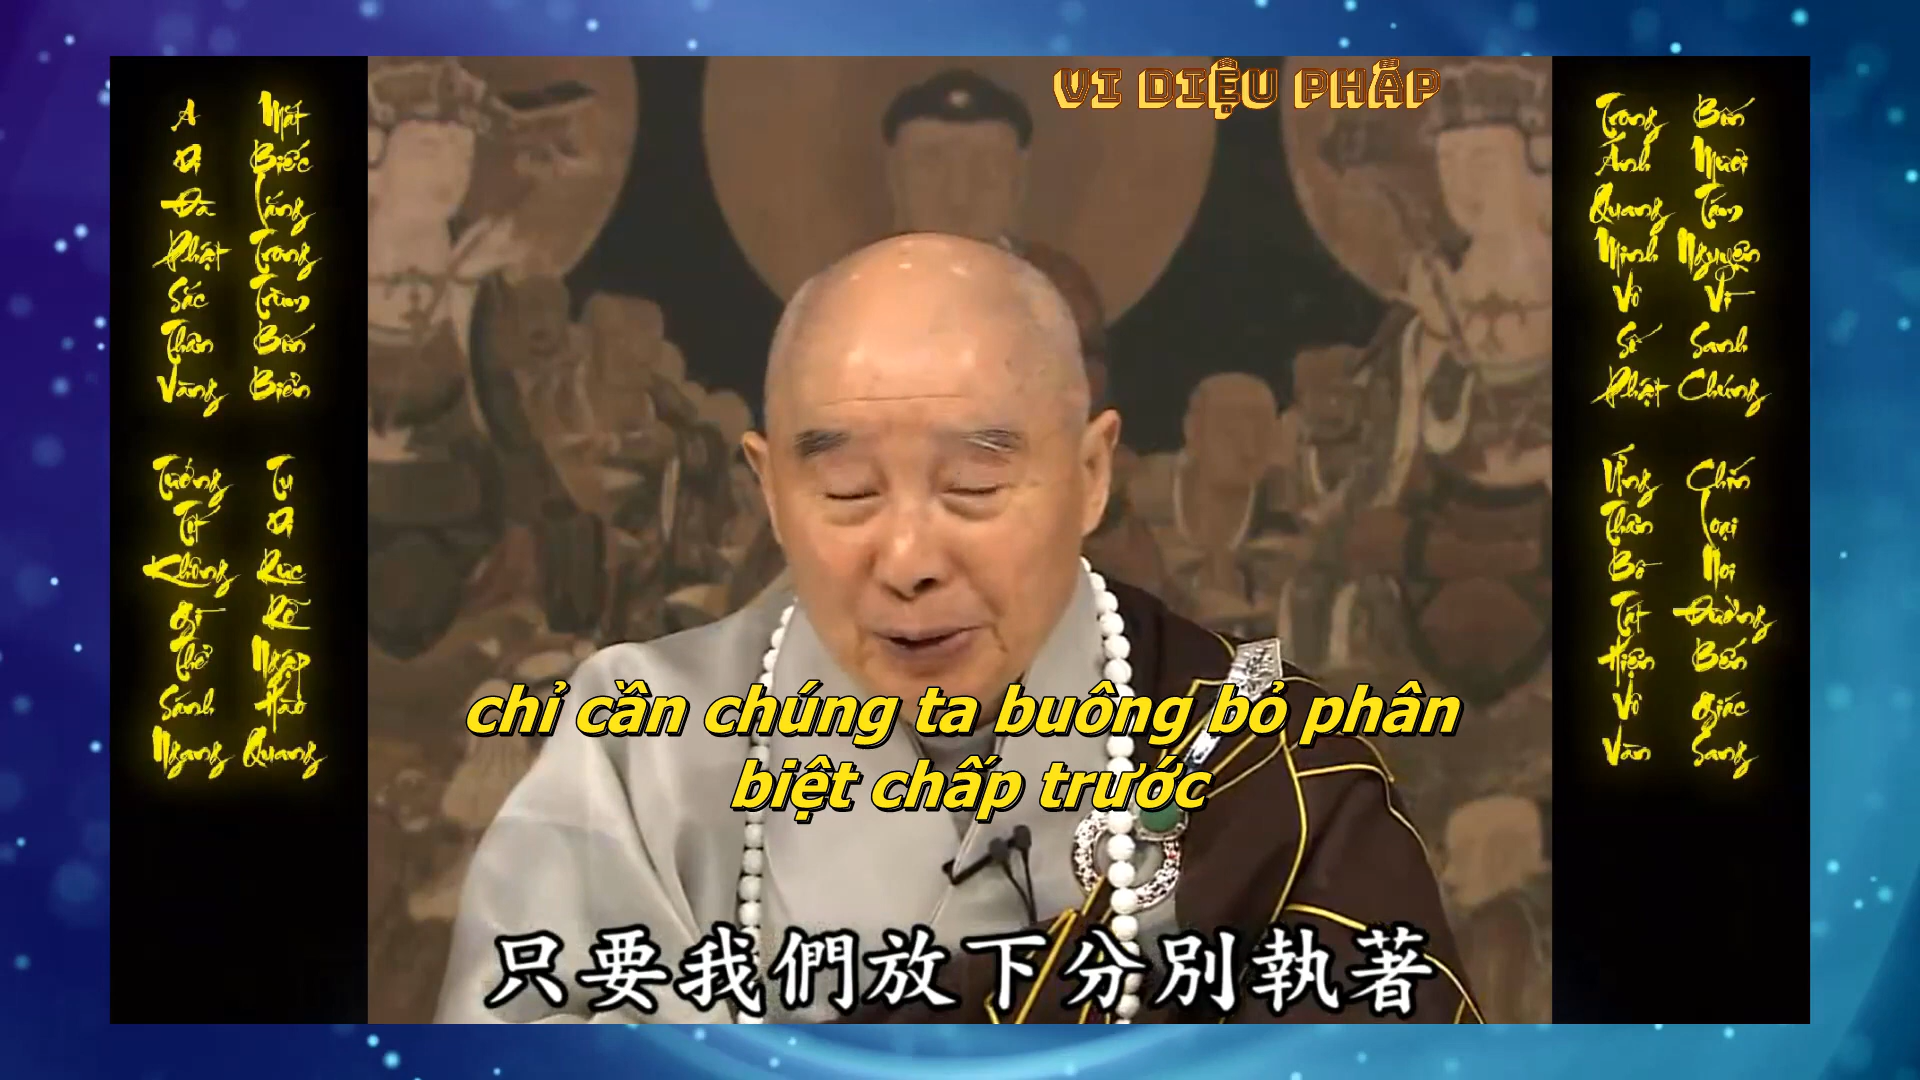 VI DIỆU PHÁP
A Di Đà Phật Sắc Thân Vàng
Tướng Tốt Không Gì Thể Sánh Ngang
Mắt Biếc Lắng Trong Trùm Bốn Biển
Tu Di Rực Rỡ Ngập Hào Quang
Trong Ánh Quang Minh Vô Số Phật
Ứng Thân Bồ Tát Hiện Vô Vàn
Bốn Mươi Tám Nguyện Vì Sanh Chúng
Chín Loại Nơi Đường Bến Giác Sang
chỉ cần chúng ta buông bỏ phân
biệt chấp trước
只要我們放下分別執著